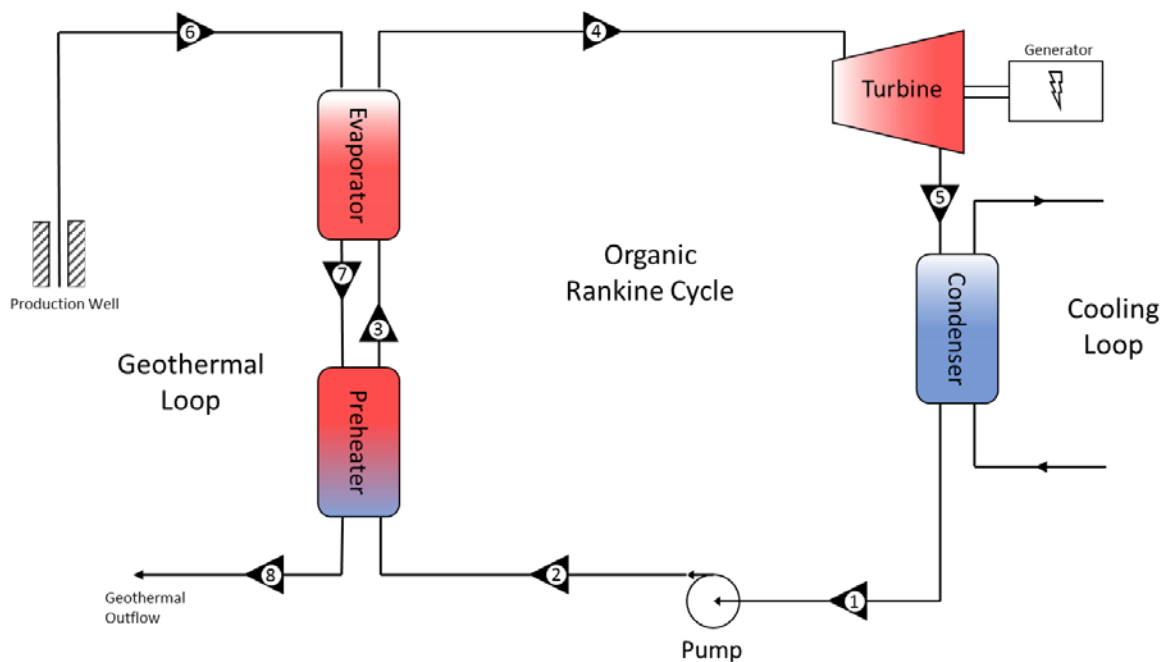 6
4
Generator
Turbine
Evaporator
5
Production Well
7
Organic
Rankine Cycle
Condenser
Cooling
Loop
3
Geothermal
Loop
Preheater
8
2
1
Geothermal
Outflow
Pump